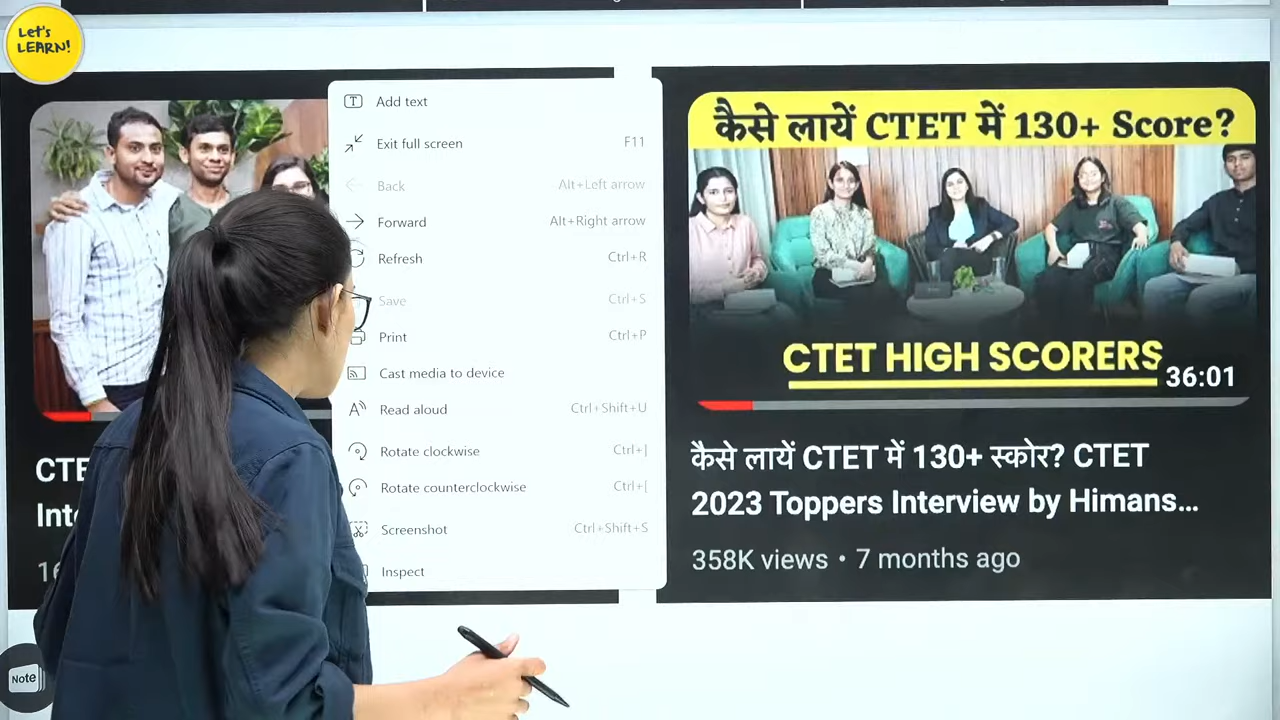 Let's
LEARN!
Add text
Exit full screen F11
Back Alt+Left arrow
Forward Alt+Right arrow
Refresh Ctrl+R
Save Ctrl+S
Print Ctrl+P
Cast media to device
Read aloud Ctrl+Shift+U
Rotate clockwise Ctrl+]
Rotate counterclockwise Ctrl+[
Screenshot Ctrl+Shift+S
Inspect
कैसे लायें CTET में 130+ Score?
CTET HIGH SCORERS
36:01
कैसे लायें CTET में 130+ स्कोर? CTET
2023 Toppers Interview by Himans...
358K views • 7 months ago
Note